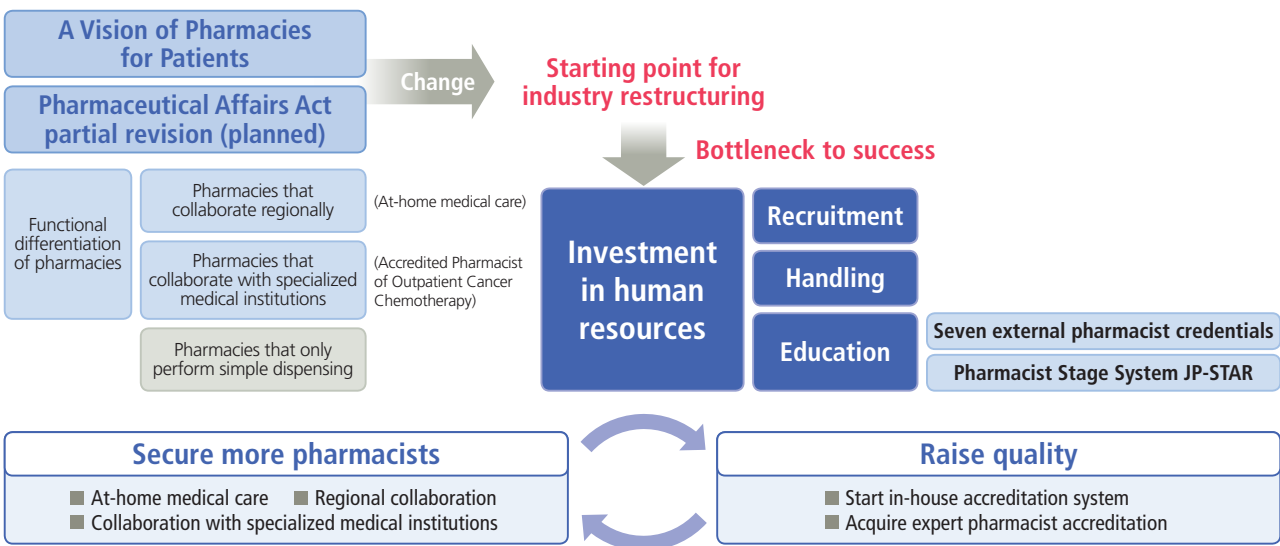 A Vision of Pharmacies
for Patients
Pharmaceutical Affairs Act
partial revision (planned)
Change
Starting point for
industry restructuring
Bottleneck to success
Functional
differentiation
of pharmacies
Pharmacies that
collaborate regionally
(At-home medical care)
Pharmacies that
collaborate with specialized
medical institutions
(Accredited Pharmacist
of Outpatient Cancer
Chemotherapy)
Pharmacies that only
perform simple dispensing
Investment
in human
resources
Recruitment
Handling
Education
Seven external pharmacist credentials
Pharmacist Stage System JP-STAR
Secure more pharmacists
■ At-home medical care ■ Regional collaboration
■ Collaboration with specialized medical institutions
Raise quality
■ Start in-house accreditation system
■ Acquire expert pharmacist accreditation